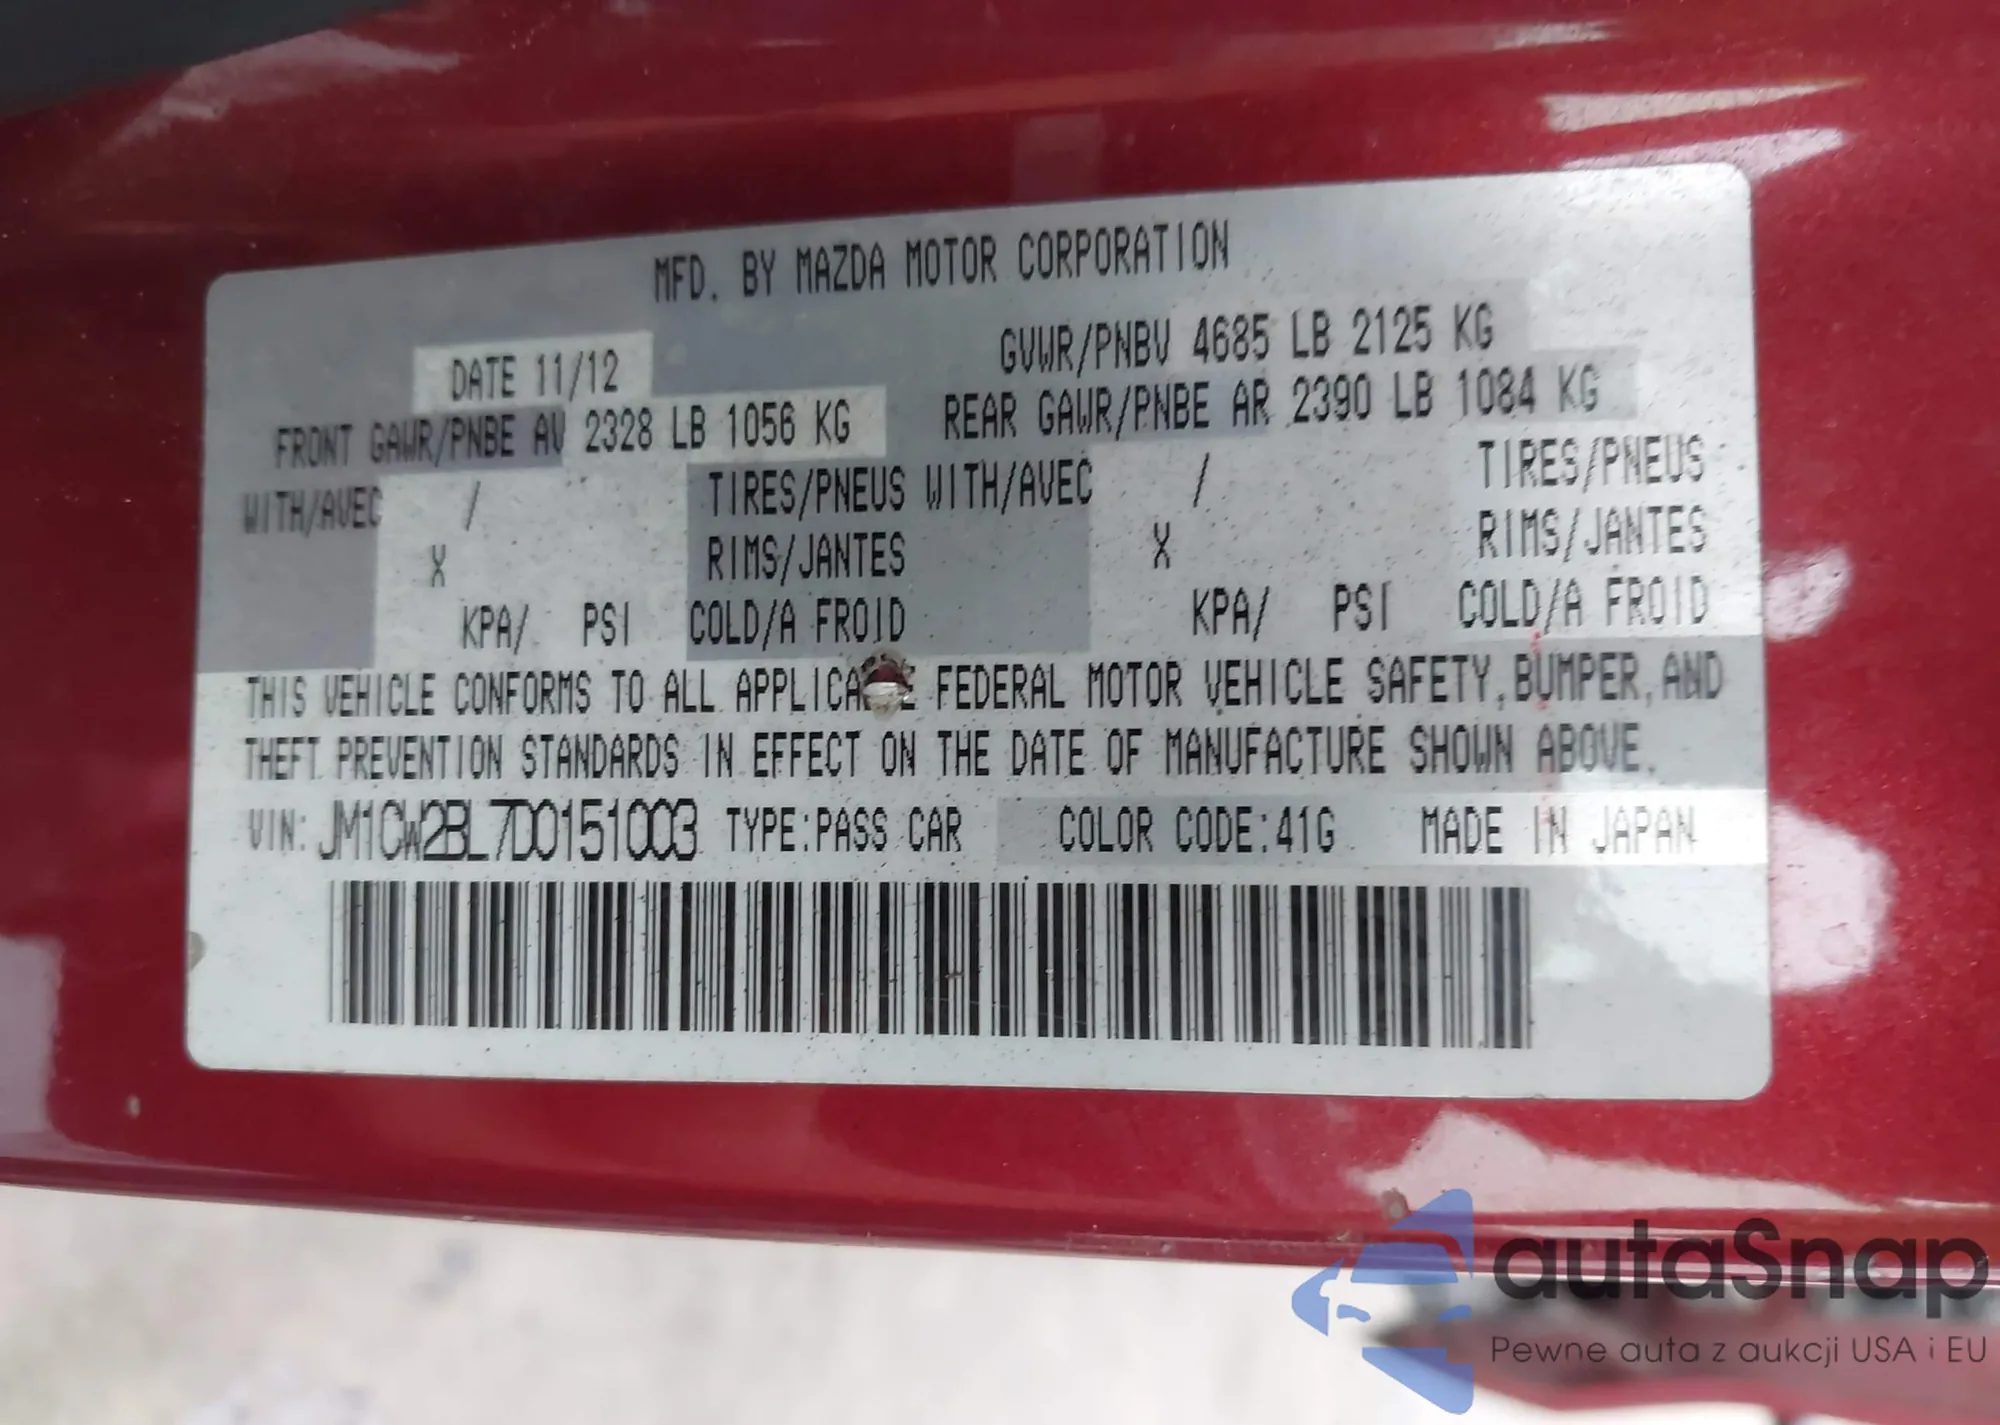 MFD. BY MAZDA MOTOR CORPORATION
DATE 11/12 GVWR/PNBV 4685 LB 2125 KG
FRONT GAWR/PNBE AV 2328 LB 1056 KG REAR GAWR/PNBE AR 2390 LB 1084 KG
WITH/AVEC / TIRES/PNEUS WITH/AVEC / TIRES/PNEUS
X RIMS/JANTES X RIMS/JANTES
KPA/ PSI COLD/A FROID KPA/ PSI COLD/A FROID
THIS VEHICLE CONFORMS TO ALL FEDERAL MOTOR VEHICLE SAFETY, BUMPER, AND
THEFT PREVENTION STANDARDS IN EFFECT ON THE DATE OF MANUFACTURE SHOWN ABOVE.
VIN: JM1CW2BL7D0151003 TYPE:PASS CAR COLOR CODE:41G MADE IN JAPAN
autaSnap
Pewne auta z aukcji USA i EU